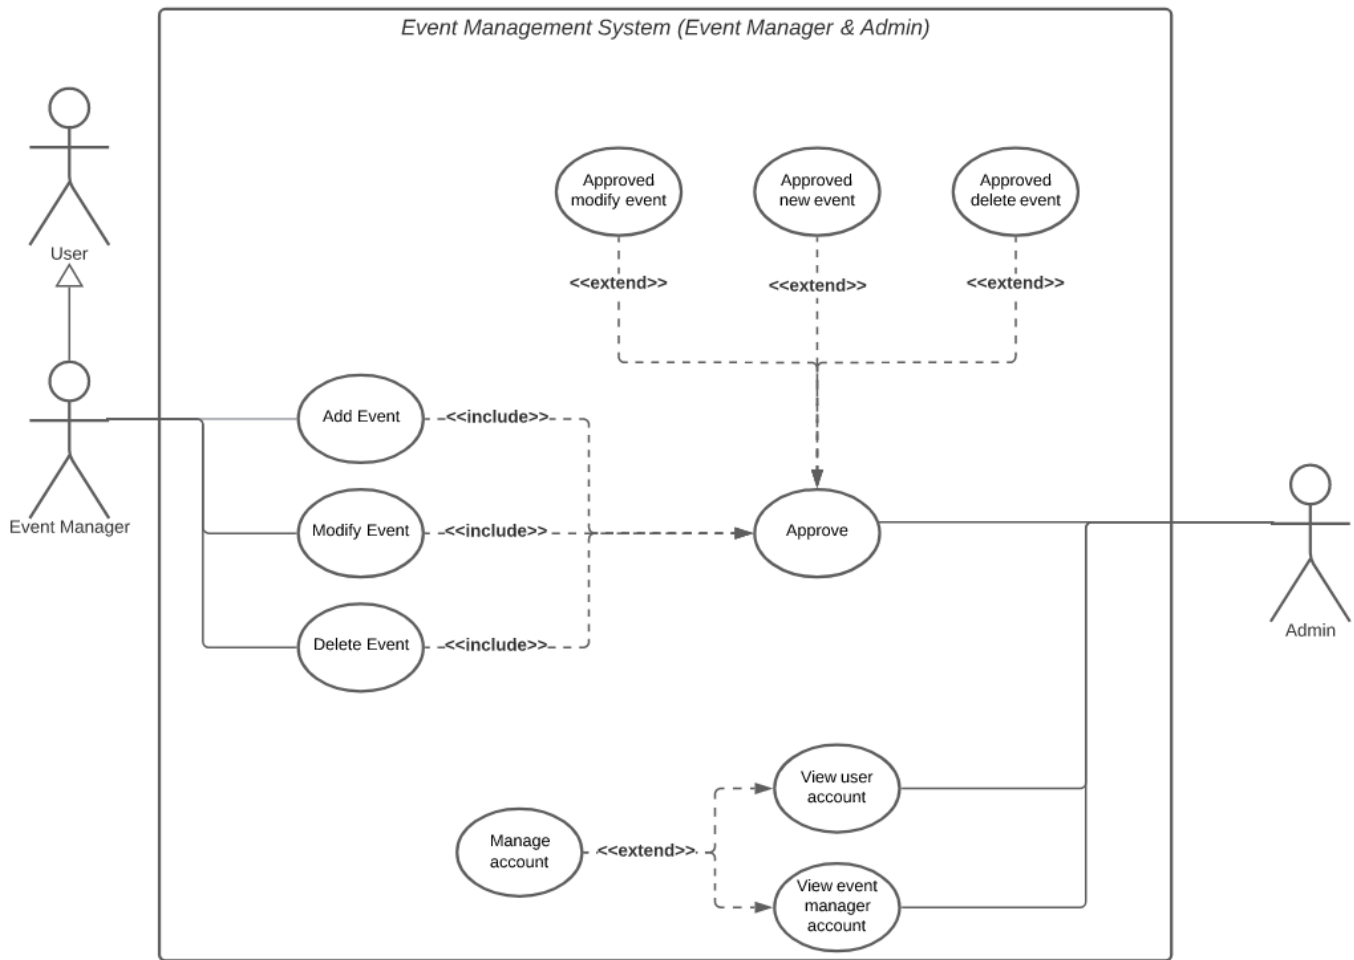 Event Management System (Event Manager & Admin)
User
Event Manager
Approved
modify event
Approved
new event
Approved
delete event
<<extend>>
<<extend>>
<<extend>>
Add Event
<<include>>
Modify Event
<<include>>
Delete Event
<<include>>
Approve
Admin
View user
account
Manage
account
<<extend>>
View event
manager
account